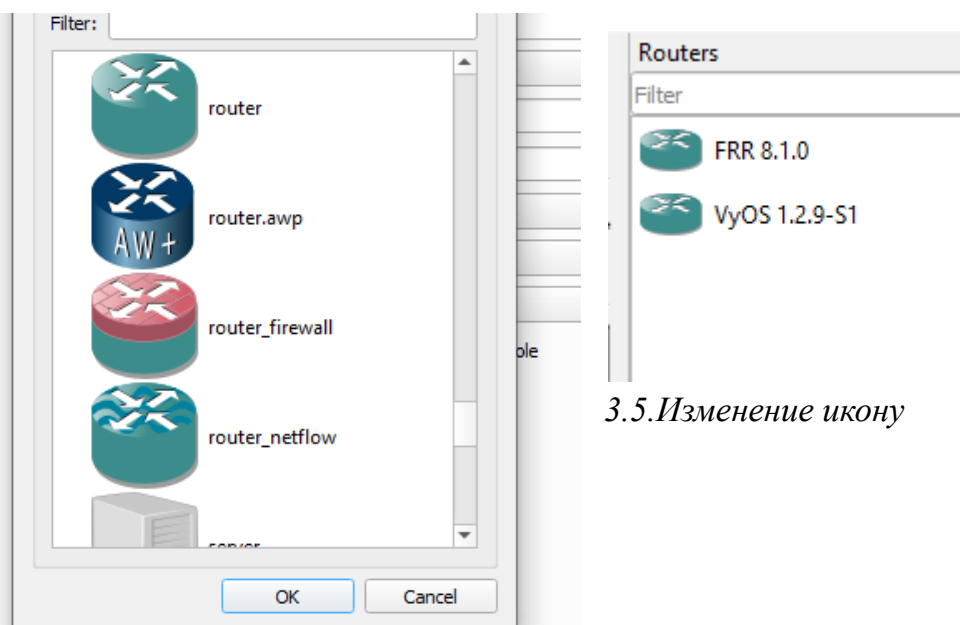 Filter:
router
router.awp
AW+
router_firewall
router_netflow
server
OK
Cancel
ole
Routers
Filter
FRR 8.1.0
VyOS 1.2.9-S1
3.5.Изменение икону